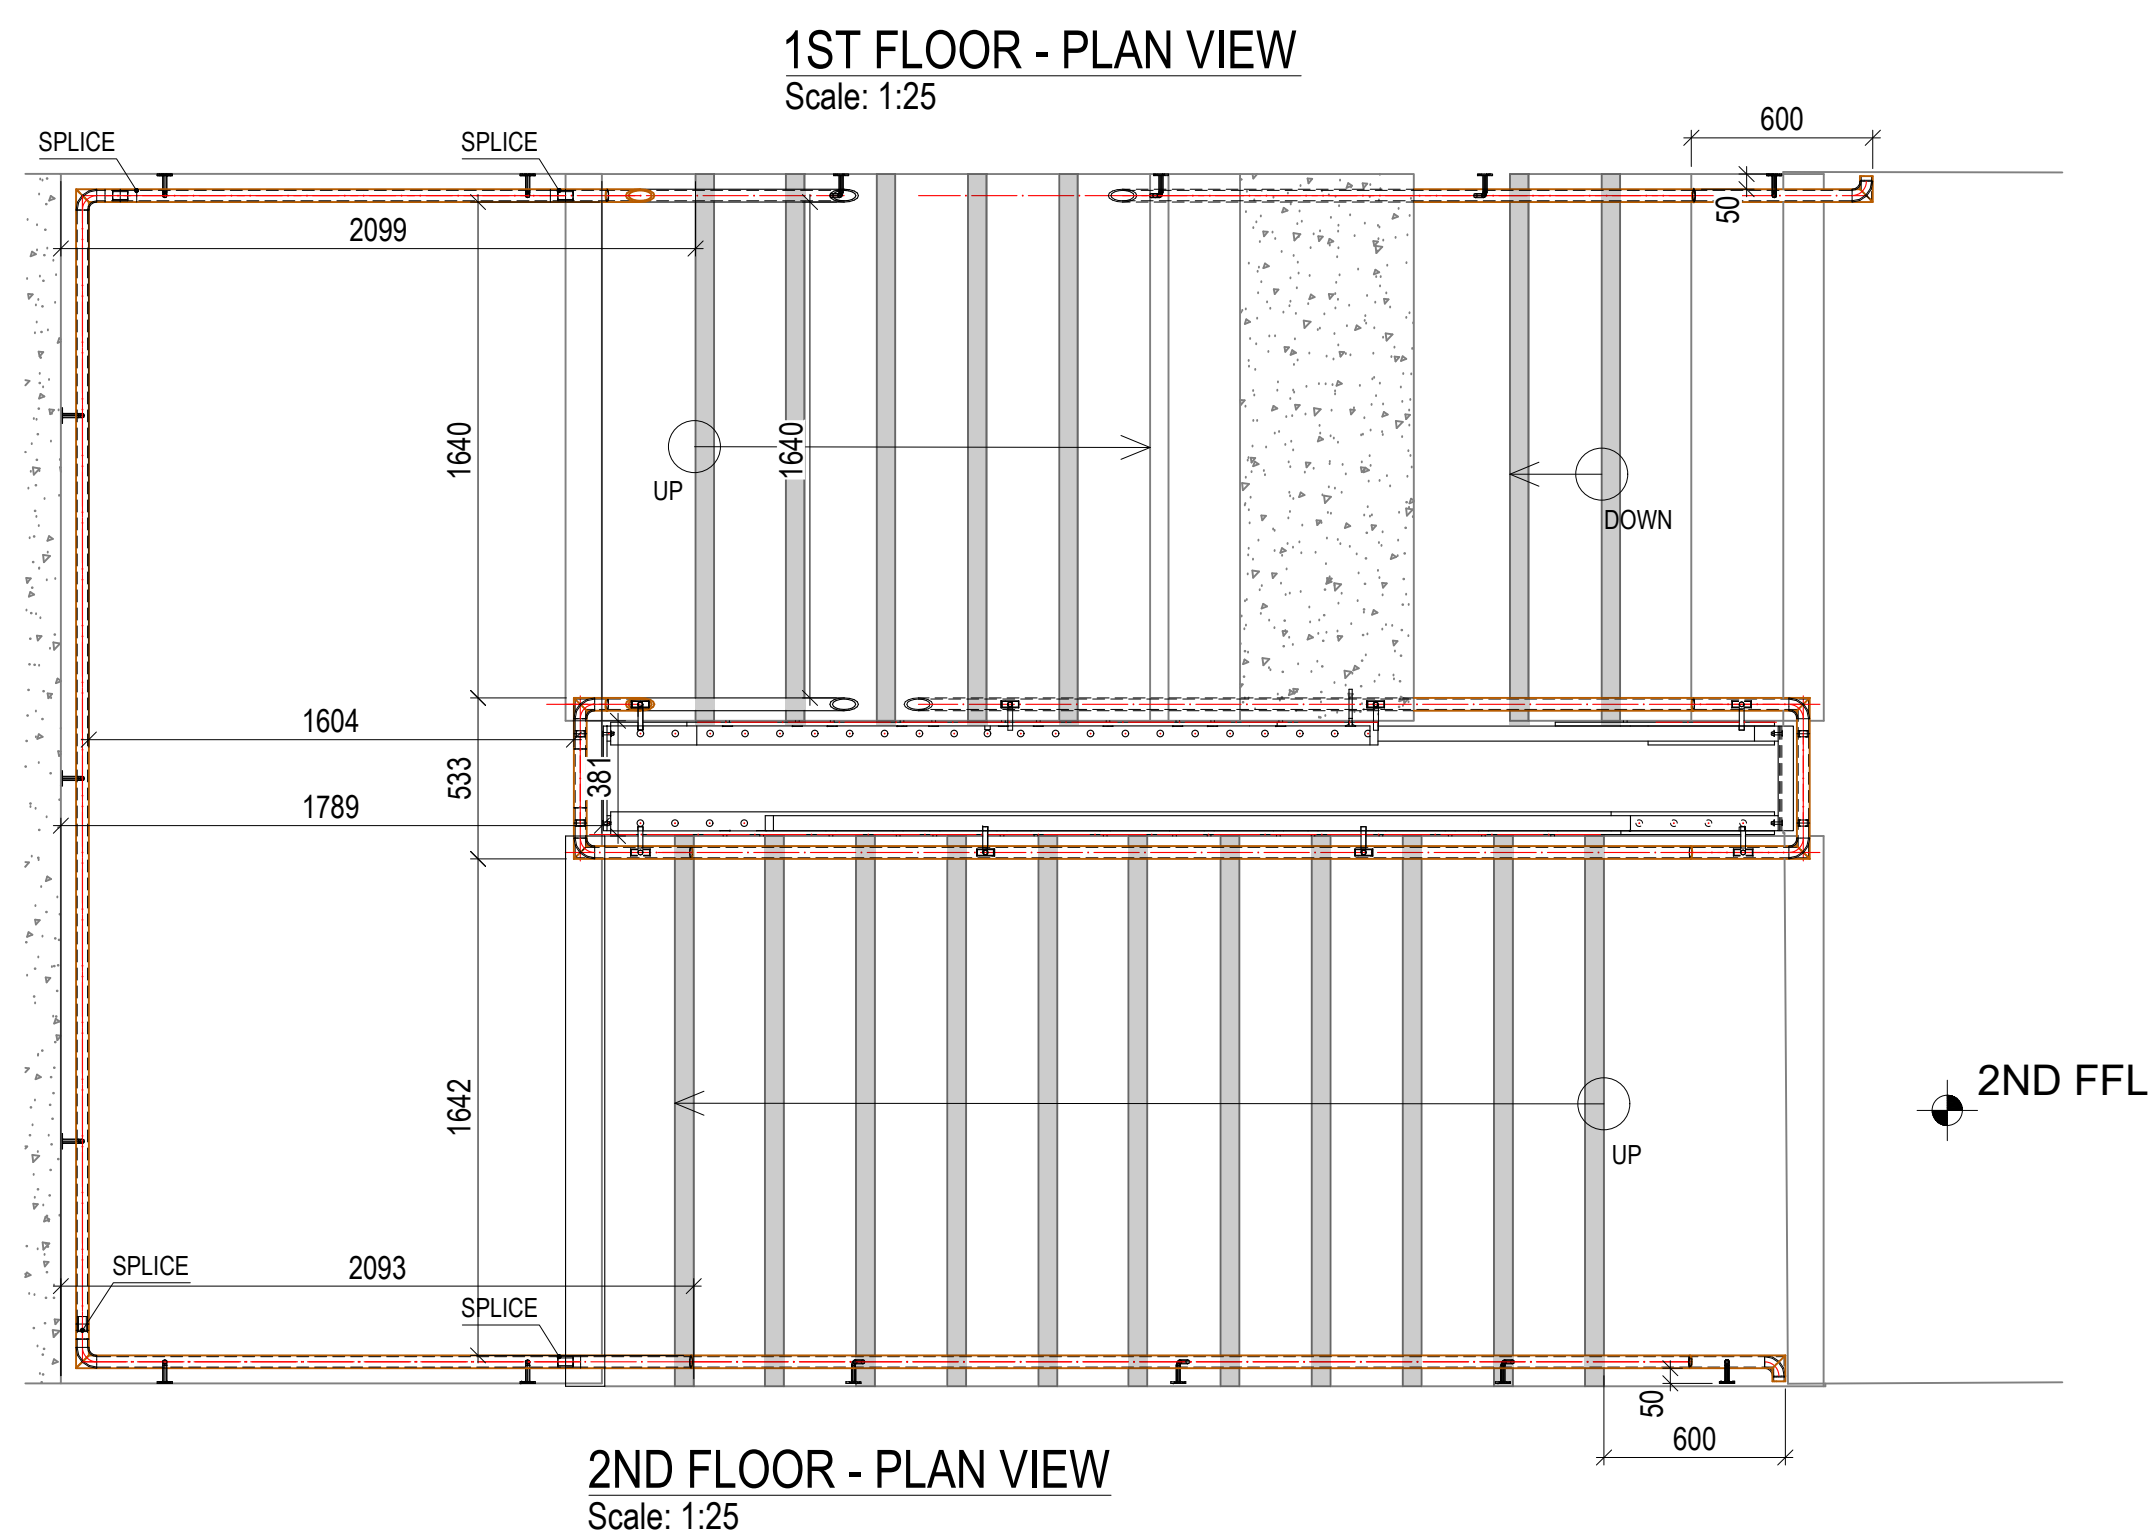 1ST FLOOR - PLAN VIEW
Scale: 1:25
600
SPLICE
SPLICE
50
2099
1640
1640
UP
DOWN
1604
533
381
1789
2ND FFL
1642
UP
SPLICE
2093
SPLICE
50
600
2ND FLOOR - PLAN VIEW
Scale: 1:25